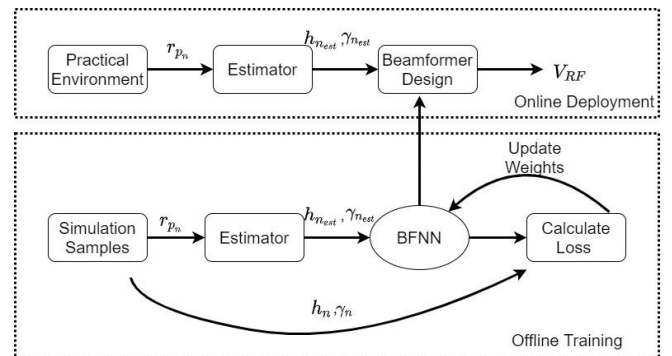 Practical
Environment
r_{p_n}
Estimator
h_{n_{est}},γ_{n_{est}}
Beamformer
Design
V_{RF}
Online Deployment
Update
Weights
Simulation
Samples
r_{p_n}
Estimator
h_{n_{est}},γ_{n_{est}}
BFNN
Calculate
Loss
h_n,γ_n
Offline Training